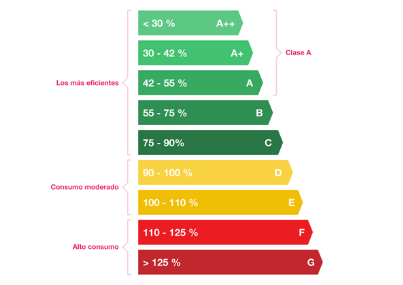 < 30 % A++
30 - 42 % A+
Clase A
42 - 55 % A
Los más eficientes
55 - 75 % B
75 - 90% C
90 - 100 % D
Consumo moderado
100 - 110 % E
110 - 125 % F
Alto consumo
> 125 % G